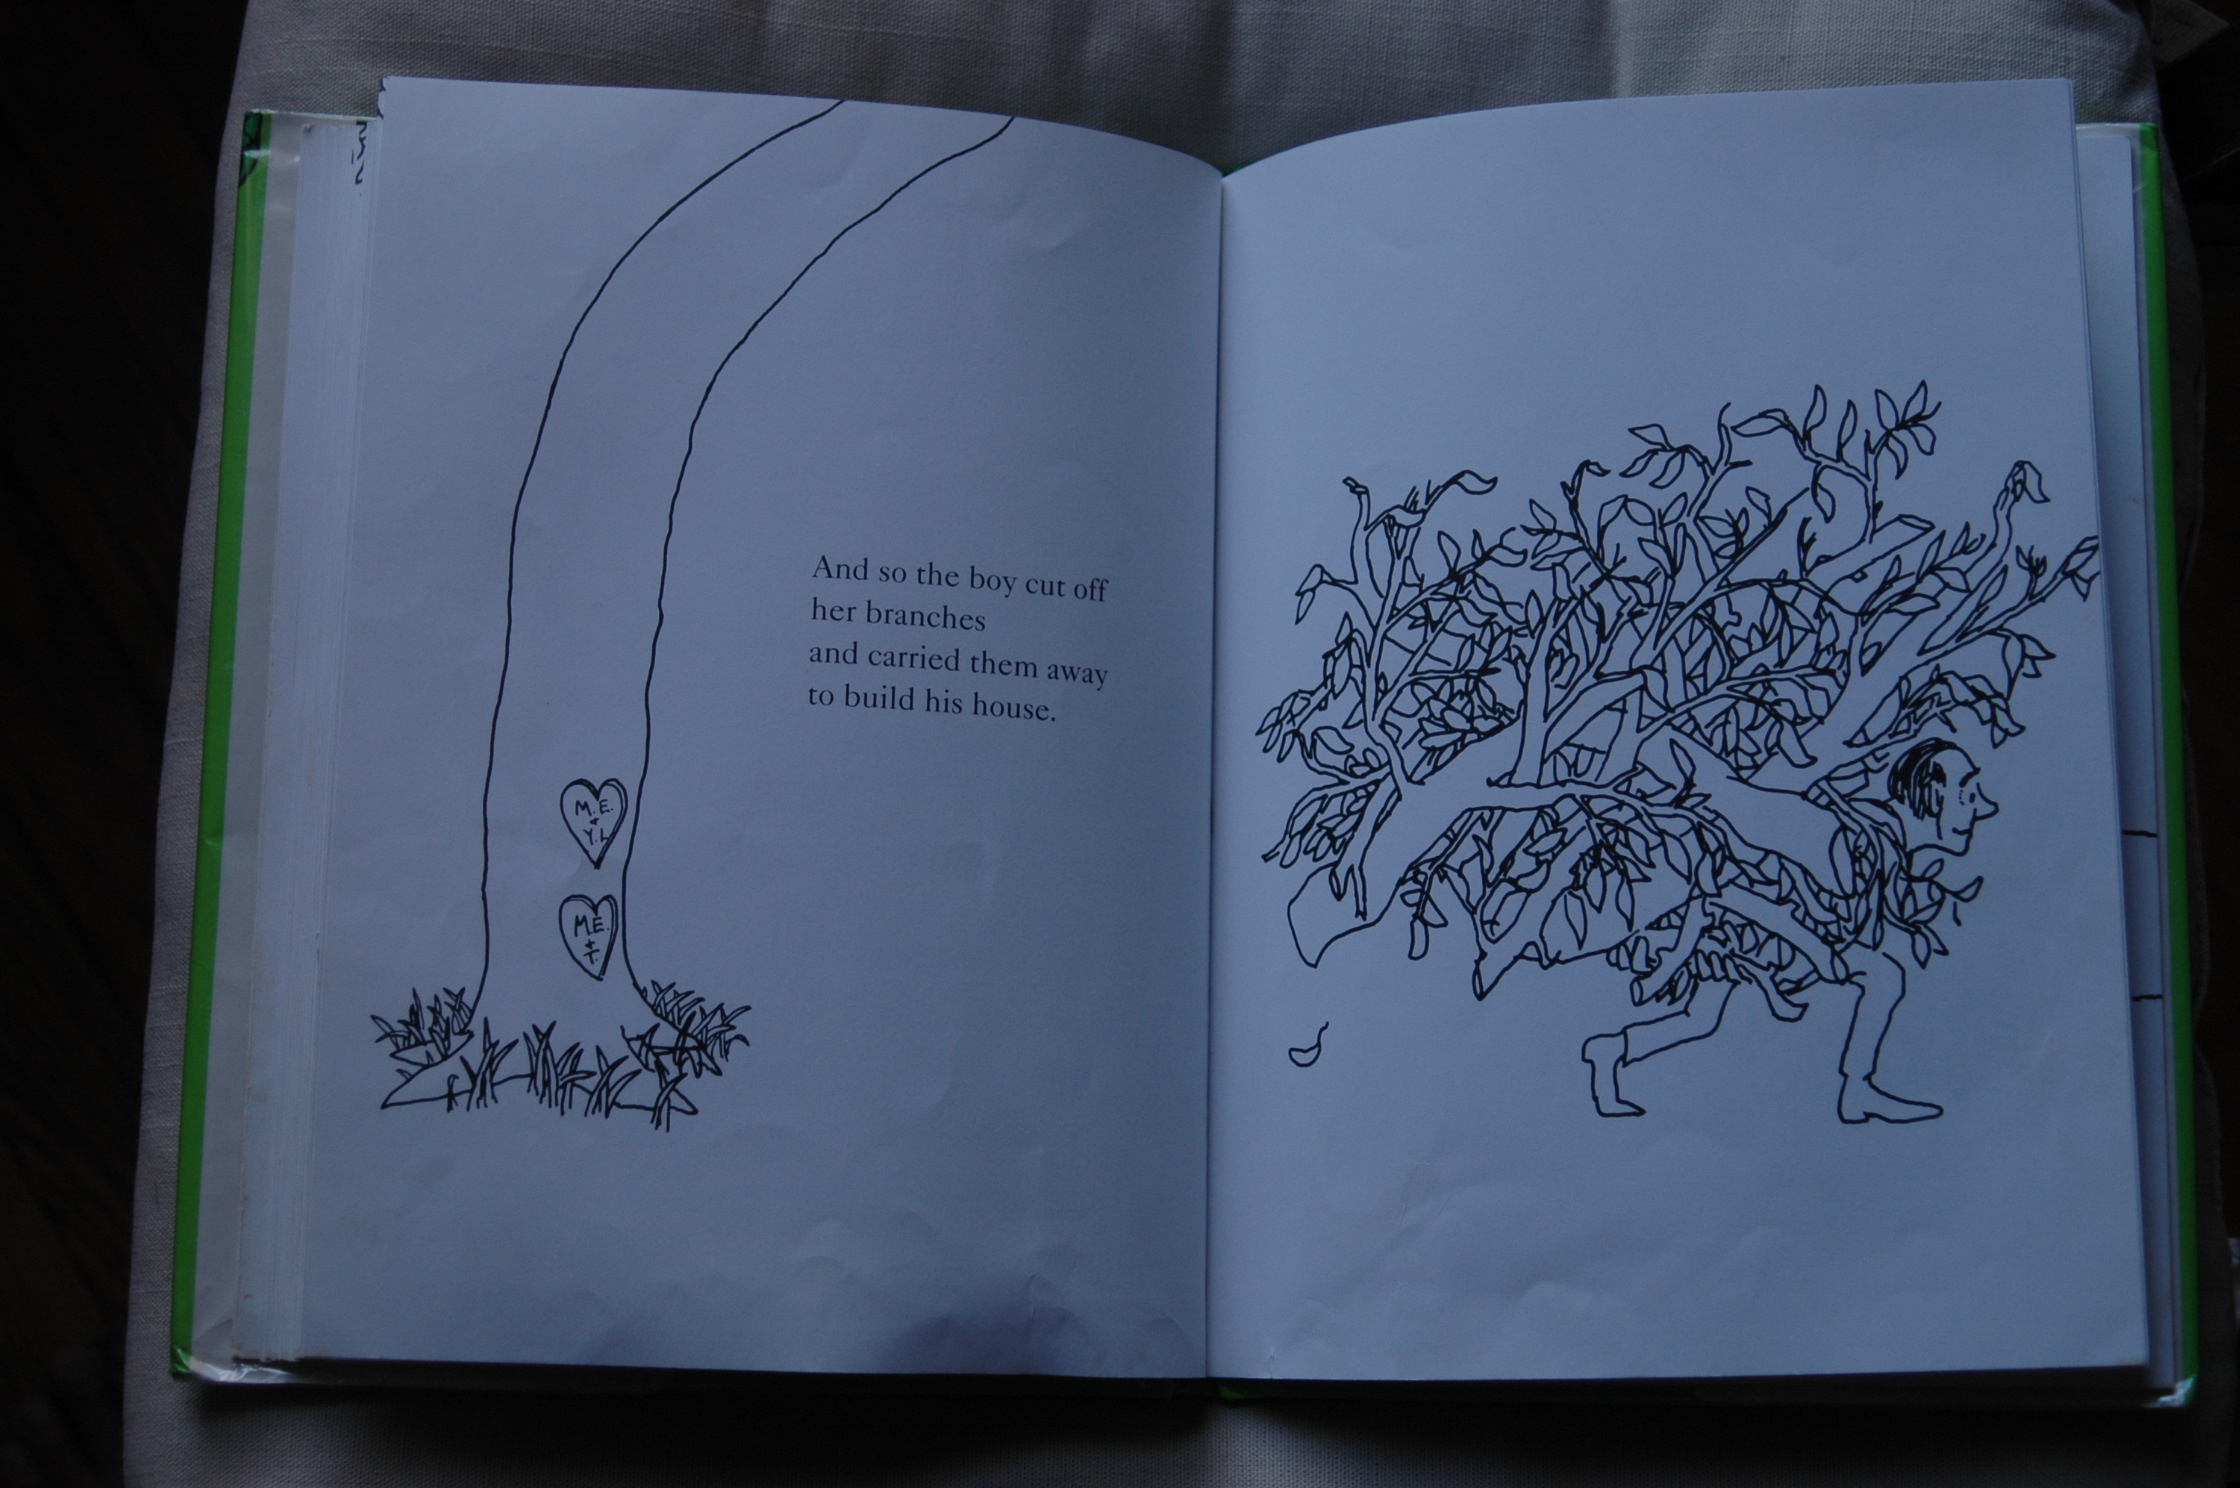 And so the boy cut off
her branches
and carried them away
to build his house.
M.E.
+
Y.L
M.E.
+
T.